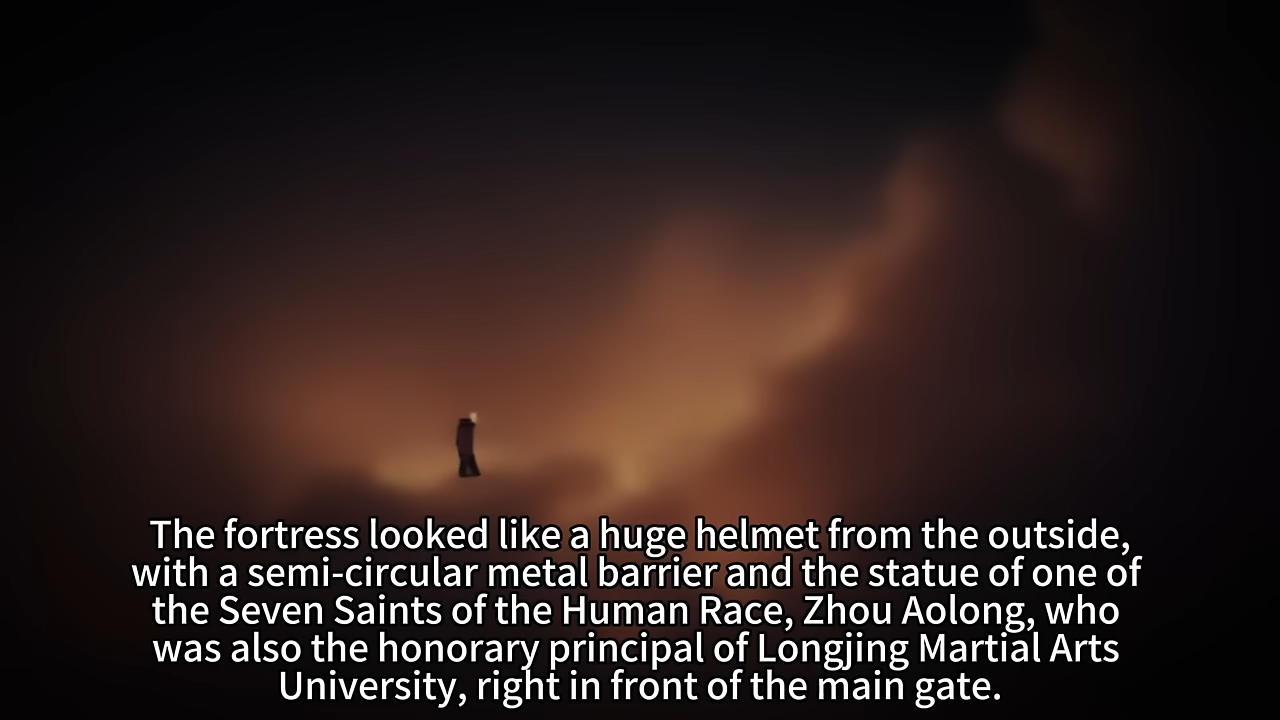 The fortress looked like a huge helmet from the outside,
with a semi-circular metal barrier and the statue of one of
the Seven Saints of the Human Race, Zhou Aolong, who
was also the honorary principal of Longjing Martial Arts
University, right in front of the main gate.